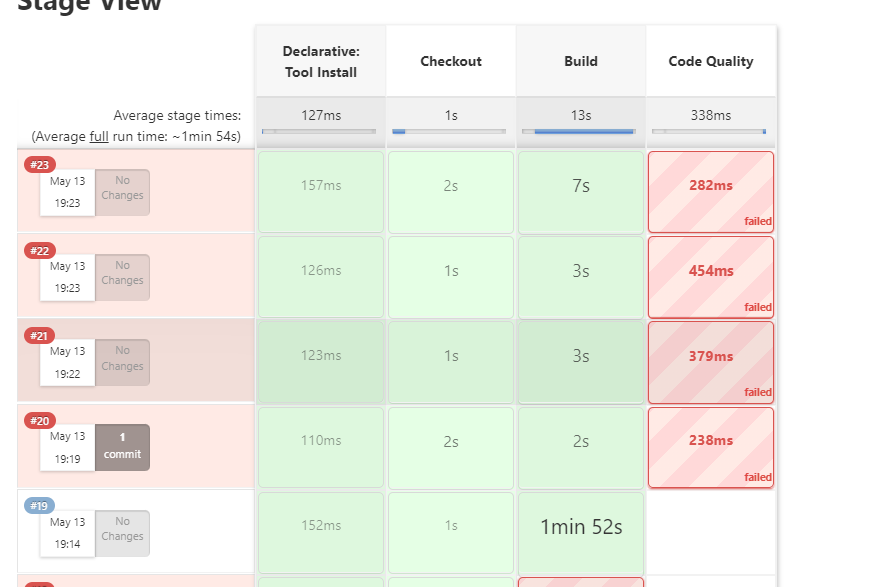 Stage View
Declarative:
Tool Install
Checkout
Build
Code Quality
Average stage times:
(Average full run time: ~1min 54s)
127ms
1s
13s
338ms
#23
May 13
19:23
No
Changes
157ms
2s
7s
282ms
failed
#22
May 13
19:23
No
Changes
126ms
1s
3s
454ms
failed
#21
May 13
19:22
No
Changes
123ms
1s
3s
379ms
failed
#20
May 13
19:19
1
commit
110ms
2s
2s
238ms
failed
#19
May 13
19:14
No
Changes
152ms
1s
1min 52s